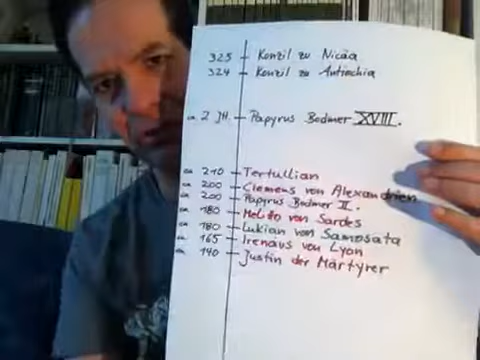 325 Konzil zu Nicäa
324 Konzil zu Antiochia
ca. 2 JH. Papyrus Bodmer XVIII.
ca 210 Tertullian
ca 200 Clemens von Alexandrien
ca 200 Papyrus Bodmer II.
ca 180 Melito von Sardes
ca 180 Lukian von Samosata
ca 165 Irenäus von Lyon
ca 140 Justin der Märtyrer